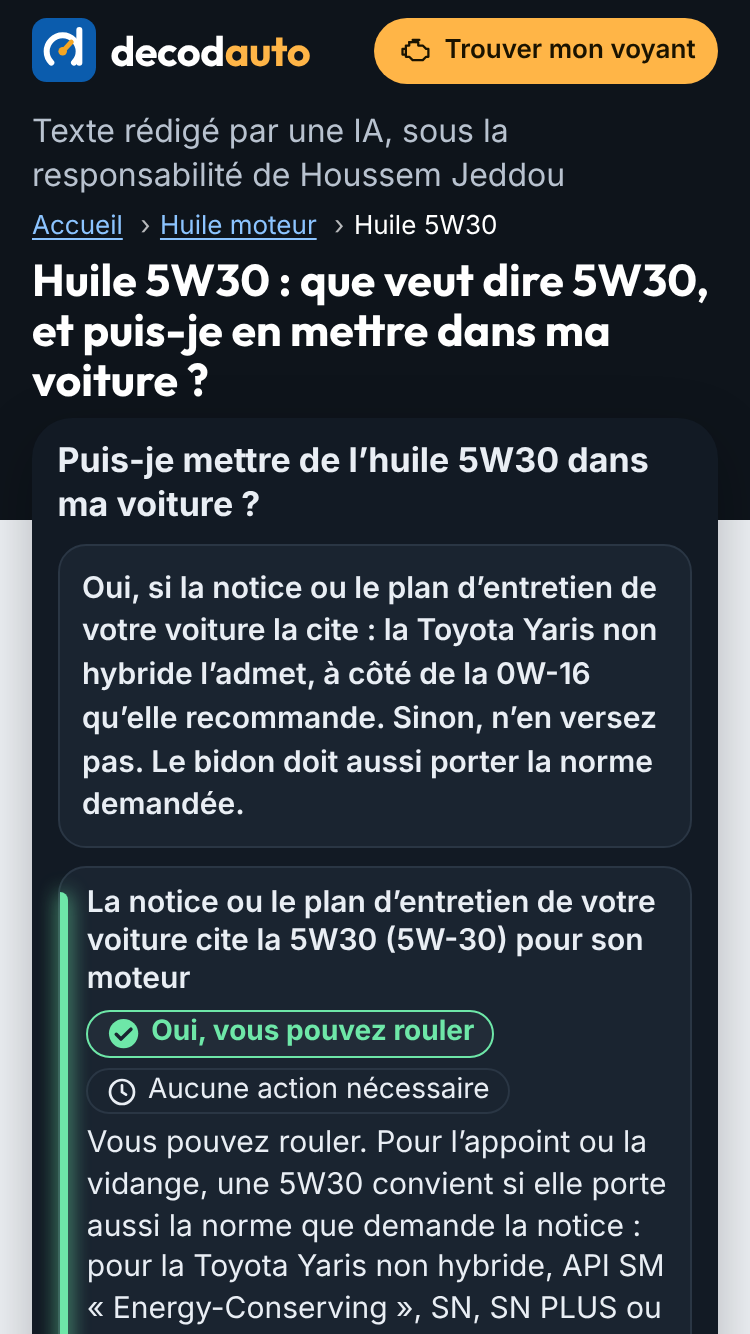 decodauto
Trouver mon voyant
Texte rédigé par une IA, sous la
responsabilité de Houssem Jeddou
Accueil › Huile moteur › Huile 5W30
Huile 5W30 : que veut dire 5W30,
et puis-je en mettre dans ma
voiture ?
Puis-je mettre de l’huile 5W30 dans
ma voiture ?
Oui, si la notice ou le plan d’entretien de
votre voiture la cite : la Toyota Yaris non
hybride l’admet, à côté de la 0W-16
qu’elle recommande. Sinon, n’en versez
pas. Le bidon doit aussi porter la norme
demandée.
La notice ou le plan d’entretien de votre
voiture cite la 5W30 (5W-30) pour son
moteur
Oui, vous pouvez rouler
Aucune action nécessaire
Vous pouvez rouler. Pour l’appoint ou la
vidange, une 5W30 convient si elle porte
aussi la norme que demande la notice :
pour la Toyota Yaris non hybride, API SM
« Energy-Conserving », SN, SN PLUS ou